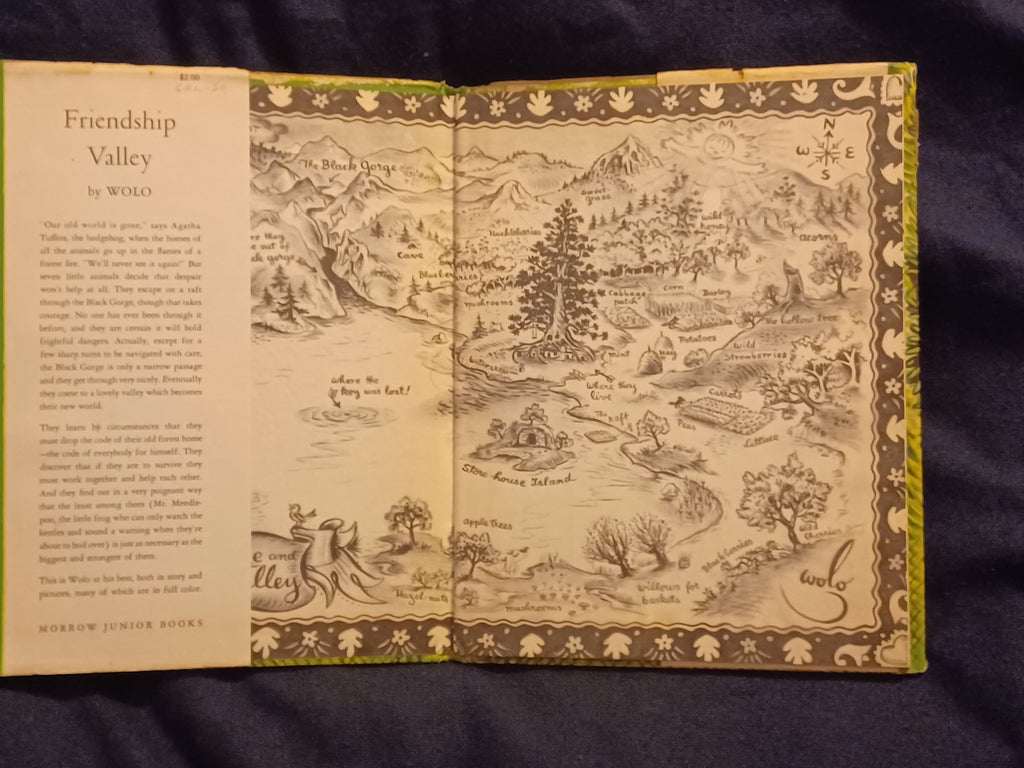 $2.00
Friendship
Valley
by WOLO
"Our old world is gone," says Agatha
Tuffins, the hedgehog, when the homes of
all the animals go up in the flames of a
forest fire. "We'll never see it again!" But
seven little animals decide that despair
won't help at all. They escape on a raft
through the Black Gorge, though that takes
courage. No one has ever been through it
before, and they are certain it will hold
frightful dangers. Actually, except for a
few sharp turns to be navigated with care,
the Black Gorge is only a narrow passage
and they get through very nicely. Eventually
they come to a lovely valley which becomes
their new world.
They learn by circumstances that they
must drop the code of their old forest home
—the code of everybody for himself. They
discover that if they are to survive they
must work together and help each other.
And they find out in a very poignant way
that the least among them (Mr. Meedle-
poo, the little frog who can only watch the
kettles and sound a warning when they're
about to boil over) is just as necessary as the
biggest and strongest of them.
This is Wolo at his best, both in story and
pictures, many of which are in full color.
MORROW JUNIOR BOOKS
The Black Gorge
re they
e out of
ck gorge
cave
Blueberries
where the
key was lost!
e and
lley
Hazel-nuts
N
W E
S
sweet
grass
wild
honey
acorns
Huckleberries
mushrooms
Cabbage
patch
corn
Barley
the hollow tree
Potatoes
mint
Hay
Wild
Strawberries
Watercress
Where they
live
Carrots
The raft
Peas
Lettuce
Store house Island
apple trees
mushrooms
willows for
baskets
Blackberries
Wild
cherries
wolo